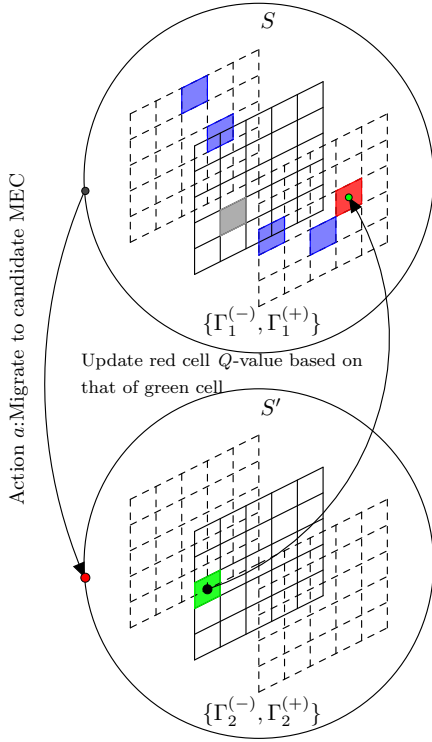 S
{Γ₁⁽⁻⁾, Γ₁⁽⁺⁾}
Action a:Migrate to candidate MEC
Update red cell Q-value based on
that of green cell
S′
{Γ₂⁽⁻⁾, Γ₂⁽⁺⁾}